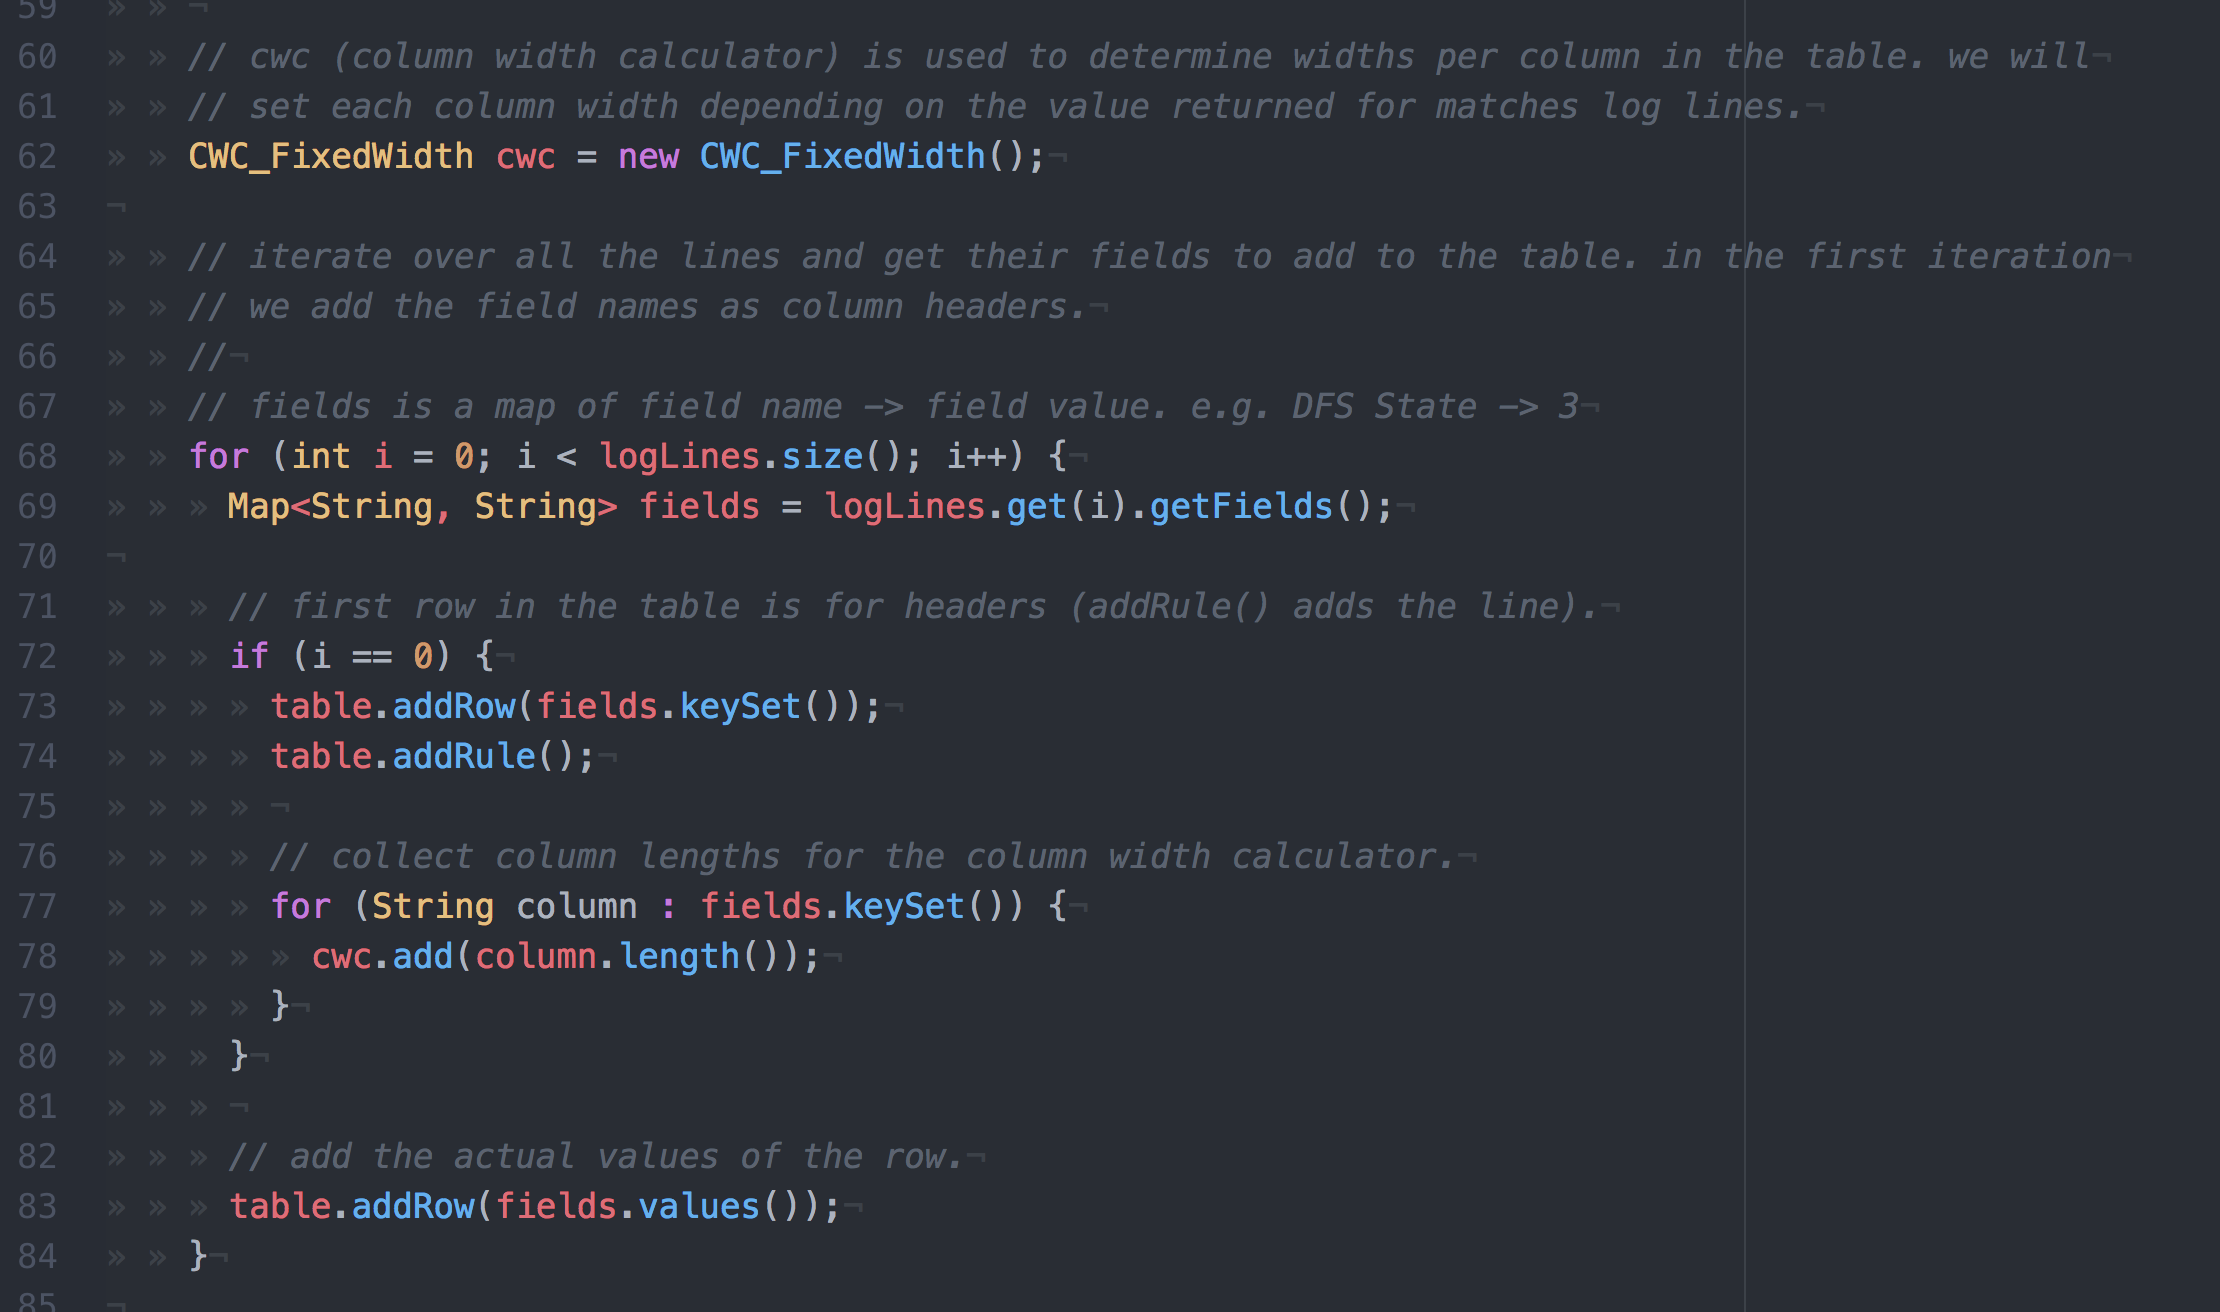 59 » » ¬
60 » » // cwc (column width calculator) is used to determine widths per column in the table. we will¬
61 » » // set each column width depending on the value returned for matches log lines.¬
62 » » CWC_FixedWidth cwc = new CWC_FixedWidth();¬
63 ¬
64 » » // iterate over all the lines and get their fields to add to the table. in the first iteration¬
65 » » // we add the field names as column headers.¬
66 » » //¬
67 » » // fields is a map of field name -> field value. e.g. DFS State -> 3¬
68 » » for (int i = 0; i < logLines.size(); i++) {¬
69 » » » Map<String, String> fields = logLines.get(i).getFields();¬
70 ¬
71 » » » // first row in the table is for headers (addRule() adds the line).¬
72 » » » if (i == 0) {¬
73 » » » » table.addRow(fields.keySet());¬
74 » » » » table.addRule();¬
75 » » » » ¬
76 » » » » // collect column lengths for the column width calculator.¬
77 » » » » for (String column : fields.keySet()) {¬
78 » » » » » cwc.add(column.length());¬
79 » » » » }¬
80 » » » }¬
81 » » » ¬
82 » » » // add the actual values of the row.¬
83 » » » table.addRow(fields.values());¬
84 » » }¬
85 ¬